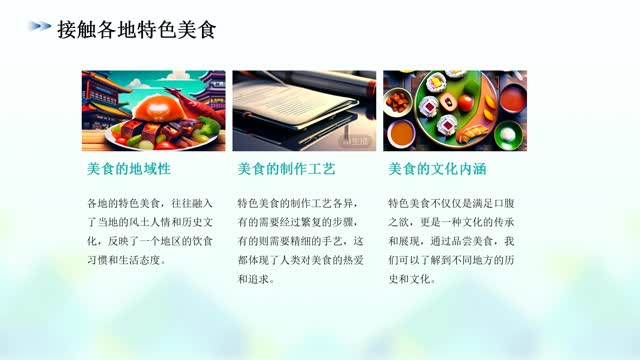 接触各地特色美食
美食的地域性
各地的特色美食，往往融入
了当地的风土人情和历史文
化，反映了一个地区的饮食
习惯和生活态度。
美食的制作工艺
特色美食的制作工艺各异，
有的需要经过繁复的步骤，
有的则需要精细的手艺，这
都体现了人类对美食的热爱
和追求。
美食的文化内涵
特色美食不仅仅是满足口腹
之欲，更是一种文化的传承
和展现，通过品尝美食，我
们可以了解到不同地方的历
史和文化。